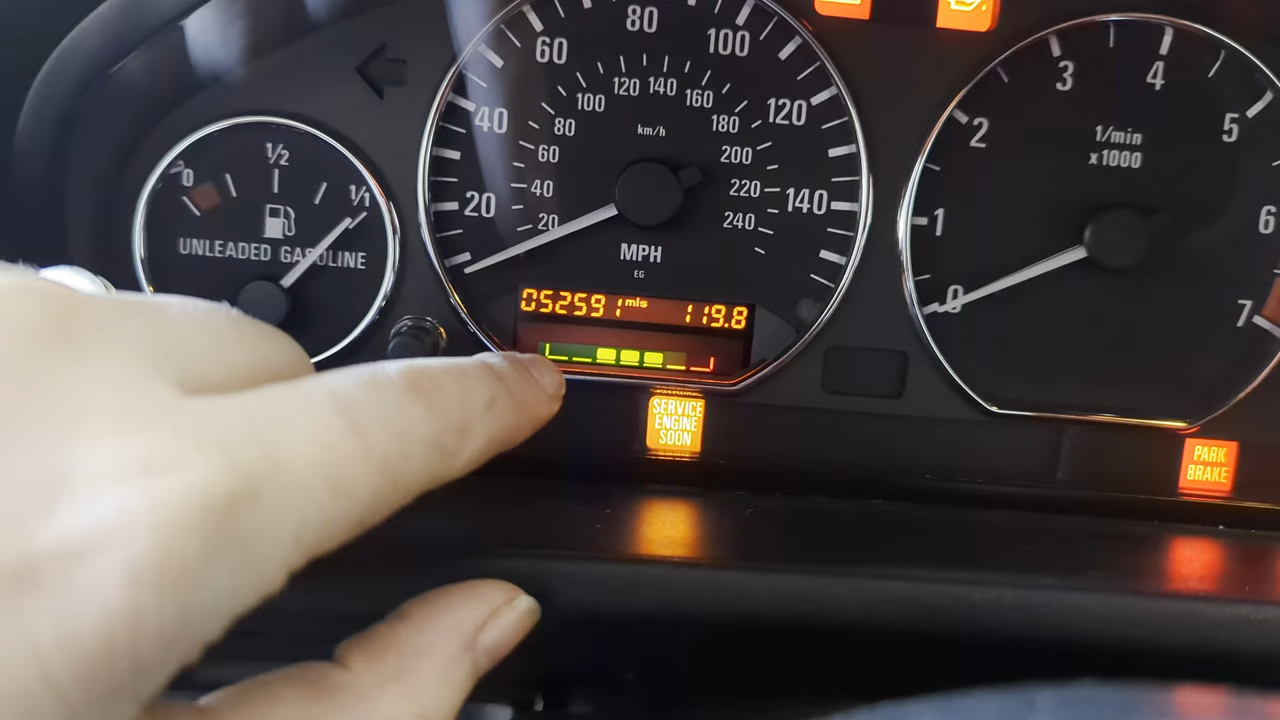 0
1/2
1/1
UNLEADED GASOLINE
20
40
60
80
100
120
140
20
40
60
80
100
120
140
160
180
200
220
240
km/h
MPH
EG
052591 mls 119.8
SERVICE
ENGINE
SOON
0
1
2
3
4
5
6
7
1/min
x1000
PARK
BRAKE